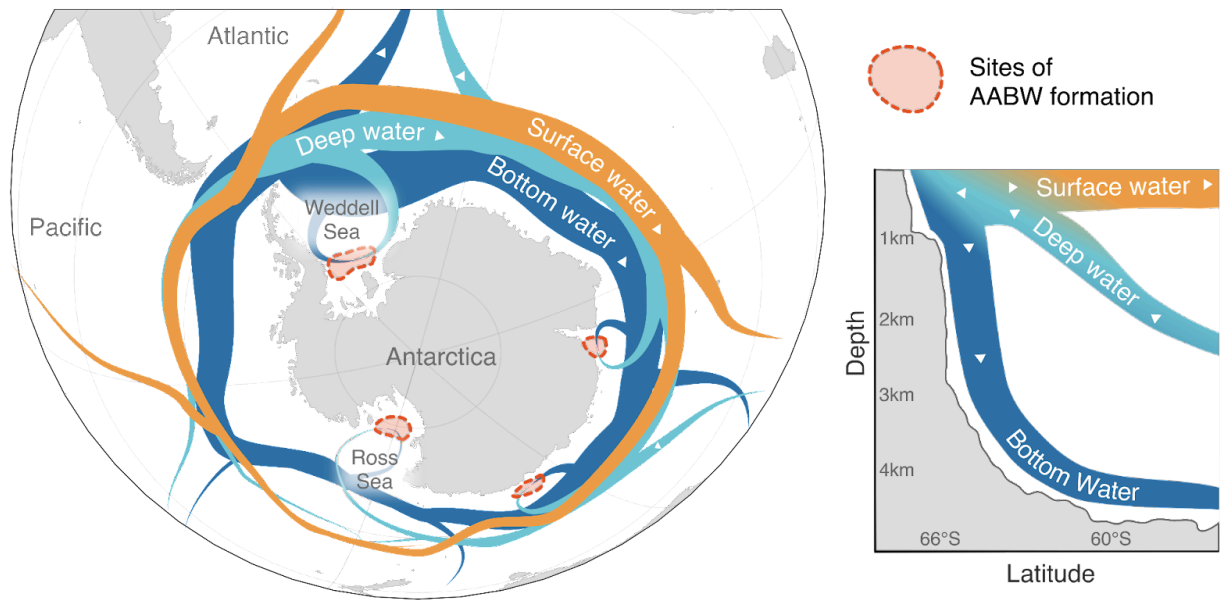 Atlantic
Sites of
AABW formation
Deep water
Surface water
Bottom water
Weddell
Sea
Pacific
Antarctica
Ross
Sea
Surface water
Deep water
Bottom Water
1km
2km
3km
4km
Depth
66°S
60°S
Latitude